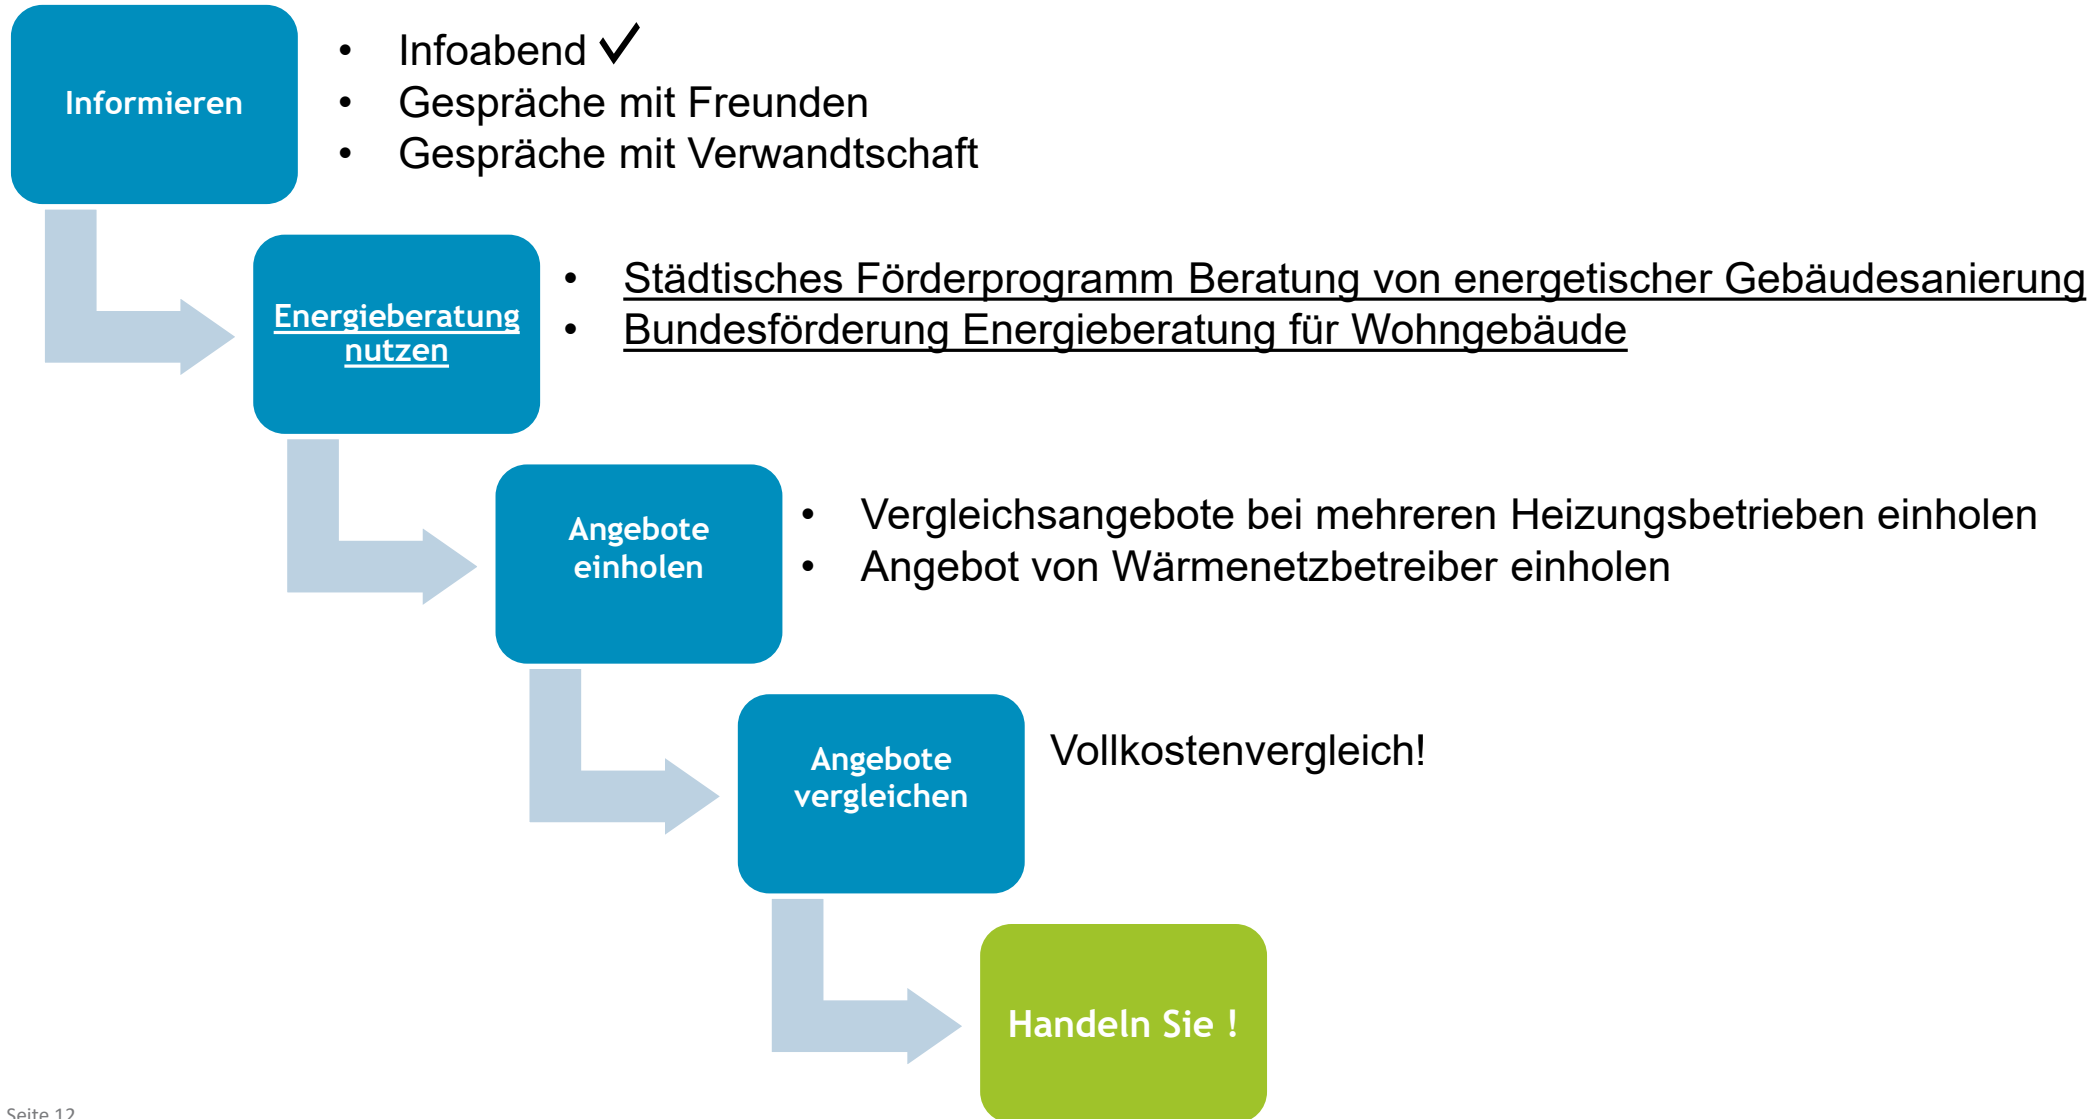 Informieren
• Infoabend ✓
• Gespräche mit Freunden
• Gespräche mit Verwandtschaft
Energieberatung
nutzen
• Städtisches Förderprogramm Beratung von energetischer Gebäudesanierung
• Bundesförderung Energieberatung für Wohngebäude
Angebote
einholen
• Vergleichsangebote bei mehreren Heizungsbetrieben einholen
• Angebot von Wärmenetzbetreiber einholen
Angebote
vergleichen
Vollkostenvergleich!
Handeln Sie !
Seite 12